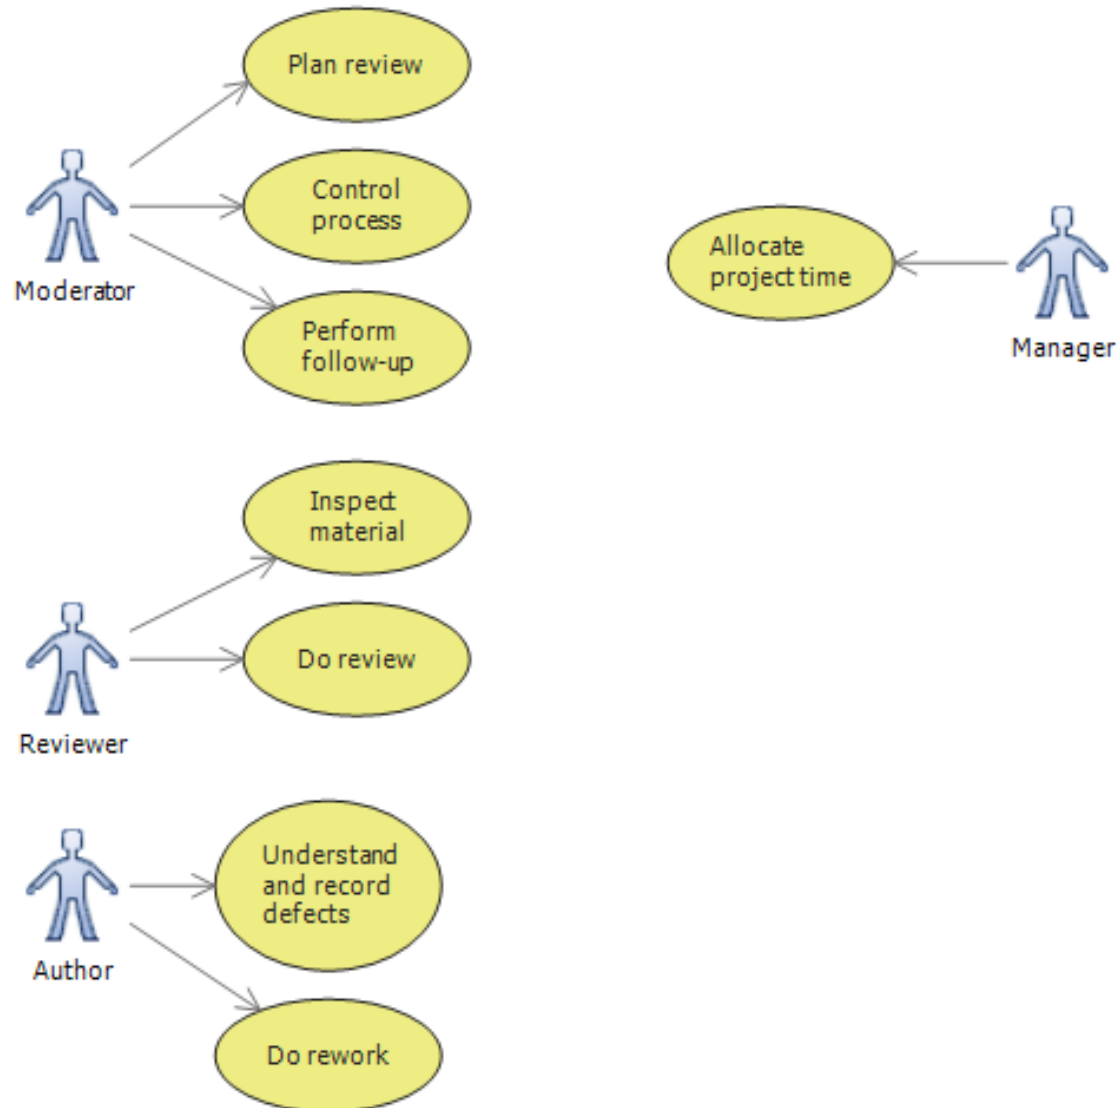 Plan review
Control
process
Moderator
Perform
follow-up
Allocate
project time
Manager
Inspect
material
Do review
Reviewer
Understand
and record
defects
Author
Do rework